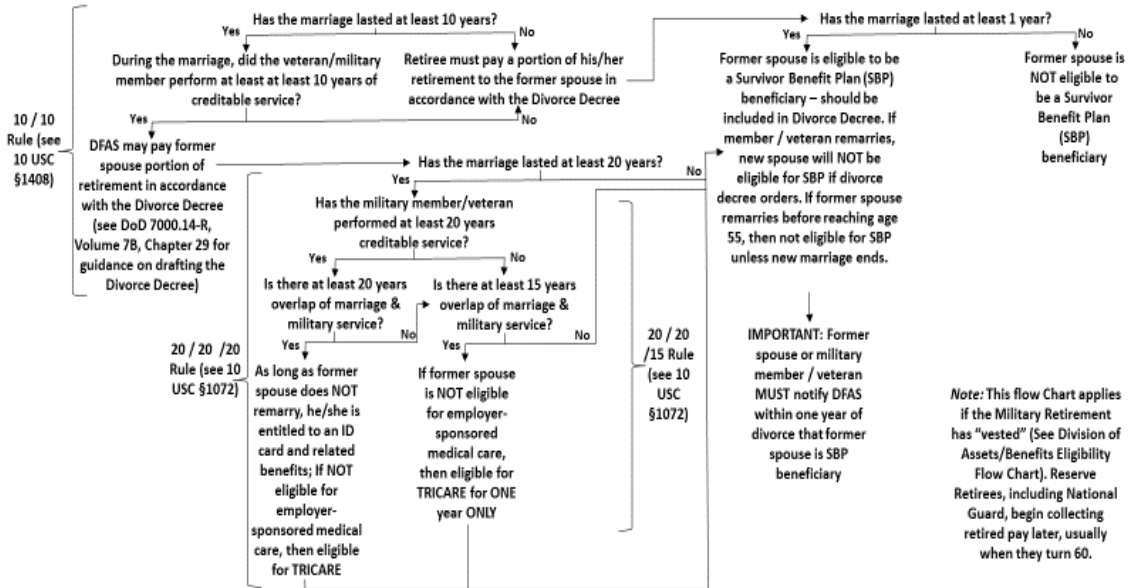 Has the marriage lasted at least 10 years?
Yes
No
During the marriage, did the veteran/military
member perform at least at least 10 years of
creditable service?
Retiree must pay a portion of his/her
retirement to the former spouse in
accordance with the Divorce Decree
Yes
No
10 / 10
Rule (see
10 USC
§1408)
DFAS may pay former
spouse portion of
retirement in accordance
with the Divorce Decree
(see DoD 7000.14-R,
Volume 7B, Chapter 29 for
guidance on drafting the
Divorce Decree)
Has the marriage lasted at least 20 years?
Yes
No
Has the military member/veteran
performed at least 20 years
creditable service?
Yes
No
Is there at least 20 years
overlap of marriage &
military service?
No
Yes
Is there at least 15 years
overlap of marriage &
military service?
No
Yes
20 / 20 /20
Rule (see 10
USC §1072)
As long as former
spouse does NOT
remarry, he/she is
entitled to an ID
card and related
benefits; If NOT
eligible for
employer-
sponsored medical
care, then eligible
for TRICARE
If former spouse
is NOT eligible
for employer-
sponsored
medical care,
then eligible for
TRICARE for ONE
year ONLY
20 / 20
/15 Rule
(see 10
USC
§1072)
Has the marriage lasted at least 1 year?
Yes
No
Former spouse is eligible to
be a Survivor Benefit Plan (SBP)
beneficiary – should be
included in Divorce Decree. If
member / veteran remarries,
new spouse will NOT be
eligible for SBP if divorce
decree orders. If former spouse
remarries before reaching age
55, then not eligible for SBP
unless new marriage ends.
Former spouse is
NOT eligible to
be a Survivor
Benefit Plan
(SBP)
beneficiary
IMPORTANT: Former
spouse or military
member / veteran
MUST notify DFAS
within one year of
divorce that former
spouse is SBP
beneficiary
Note: This flow Chart applies
if the Military Retirement
has “vested” (See Division of
Assets/Benefits Eligibility
Flow Chart). Reserve
Retirees, including National
Guard, begin collecting
retired pay later, usually
when they turn 60.